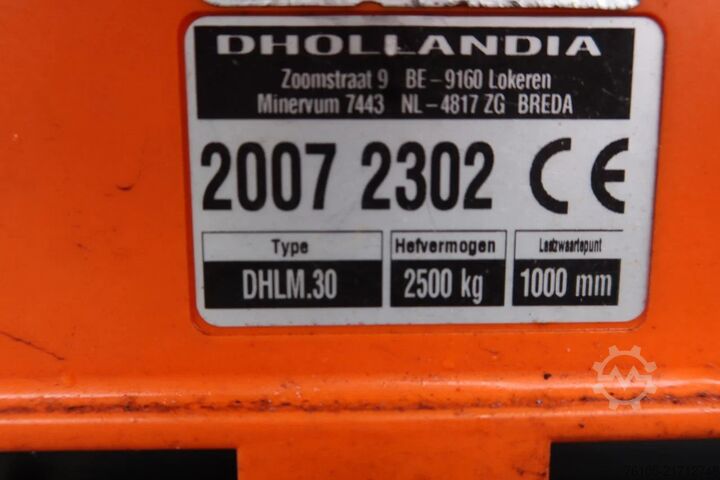 DHOLLANDIA
Zoomstraat 9 BE-9160 Lokeren
Minervum 7443 NL-4817 ZG BREDA
2007 2302 CE
Type Hefvermogen Lastzwaartepunt
DHLM.30 2500 kg 1000 mm